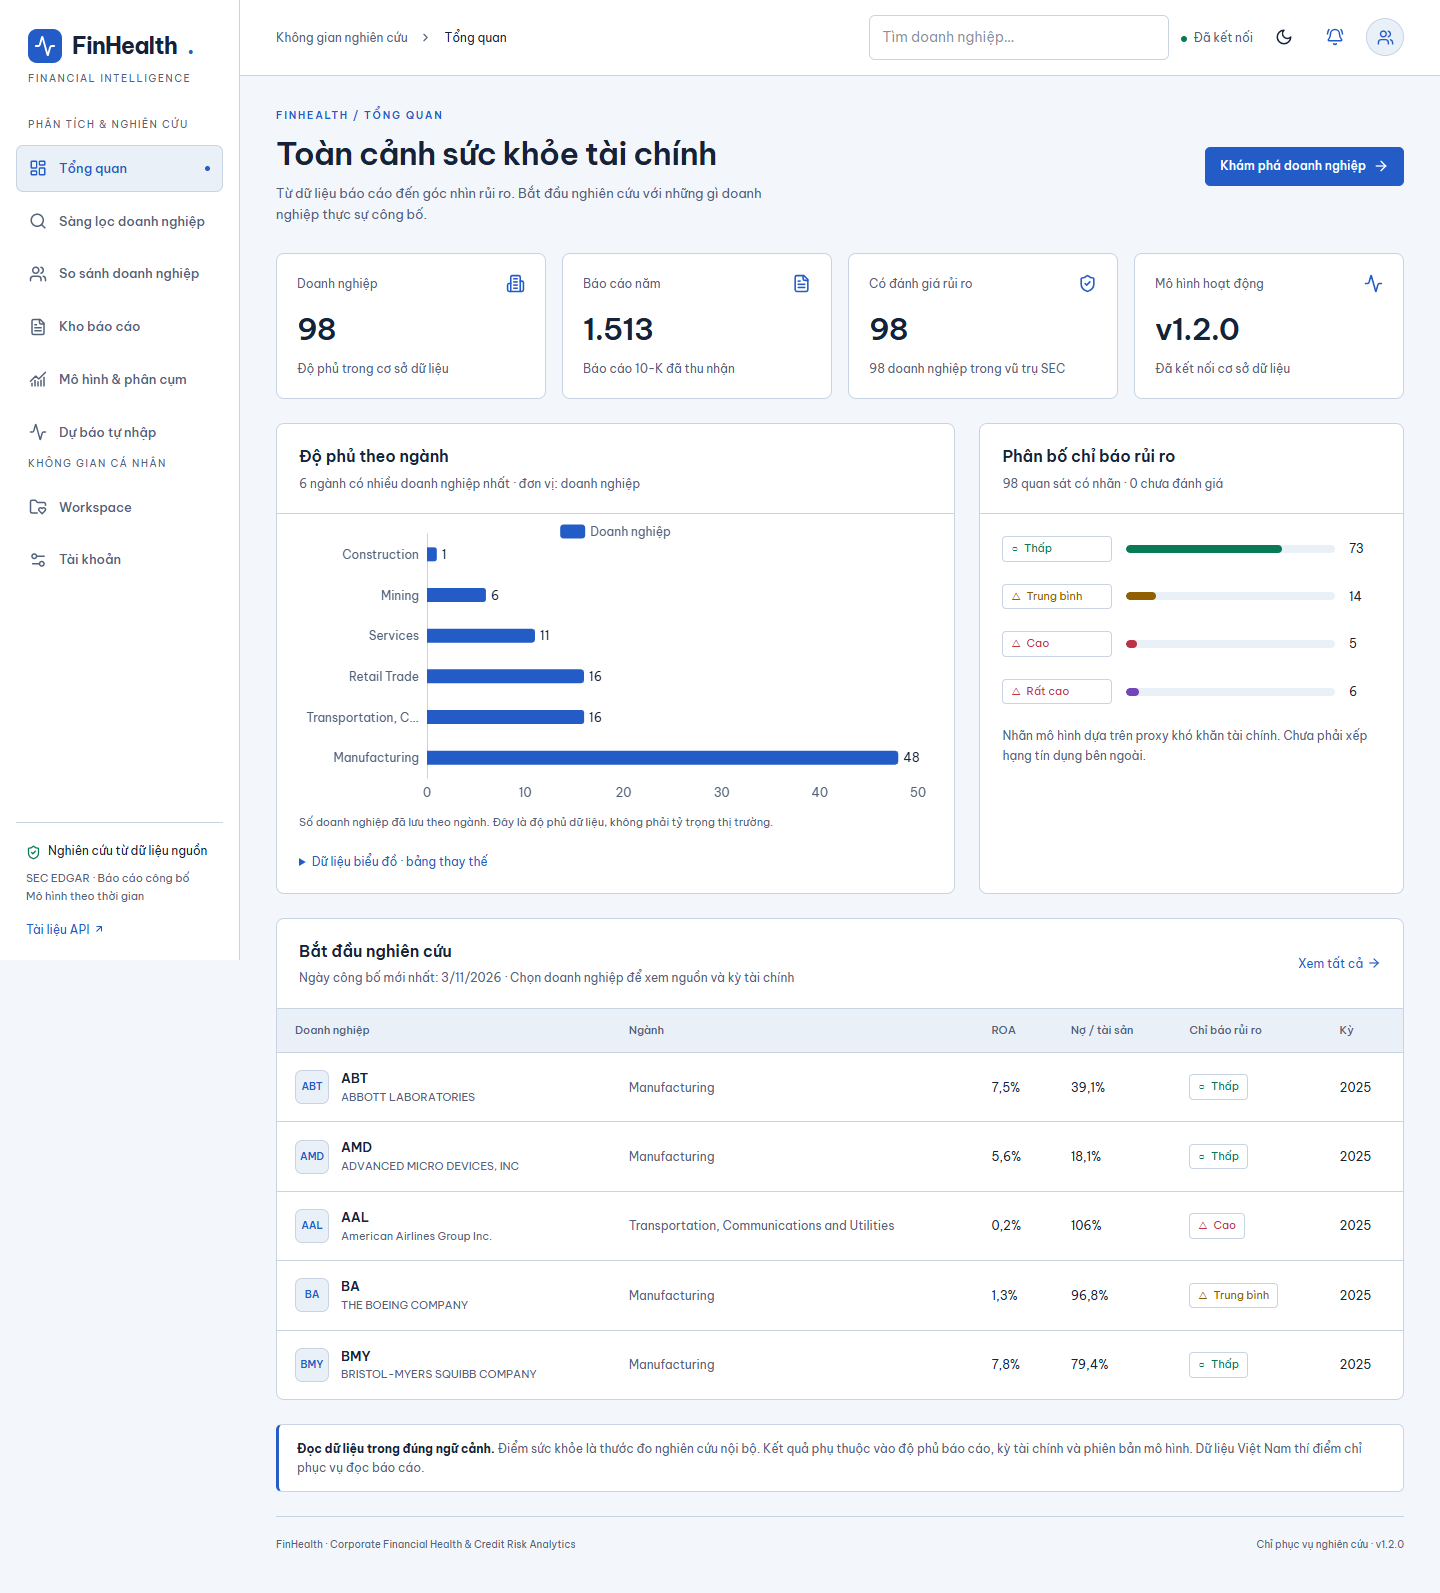 FinHealth .
FINANCIAL INTELLIGENCE
PHÂN TÍCH & NGHIÊN CỨU
Tổng quan
Sàng lọc doanh nghiệp
So sánh doanh nghiệp
Kho báo cáo
Mô hình & phân cụm
Dự báo tự nhập
KHÔNG GIAN CÁ NHÂN
Workspace
Tài khoản
Nghiên cứu từ dữ liệu nguồn
SEC EDGAR · Báo cáo công bố
Mô hình theo thời gian
Tài liệu API
Không gian nghiên cứu > Tổng quan
Tìm doanh nghiệp...
Đã kết nối
FINHEALTH / TỔNG QUAN
Toàn cảnh sức khỏe tài chính
Từ dữ liệu báo cáo đến góc nhìn rủi ro. Bắt đầu nghiên cứu với những gì doanh
nghiệp thực sự công bố.
Khám phá doanh nghiệp →
Doanh nghiệp
98
Độ phủ trong cơ sở dữ liệu
Báo cáo năm
1.513
Báo cáo 10-K đã thu nhận
Có đánh giá rủi ro
98
98 doanh nghiệp trong vũ trụ SEC
Mô hình hoạt động
v1.2.0
Đã kết nối cơ sở dữ liệu
Độ phủ theo ngành
6 ngành có nhiều doanh nghiệp nhất · đơn vị: doanh nghiệp
Doanh nghiệp
Construction 1
Mining 6
Services 11
Retail Trade 16
Transportation, C... 16
Manufacturing 48
0 10 20 30 40 50
Số doanh nghiệp đã lưu theo ngành. Đây là độ phủ dữ liệu, không phải tỷ trọng thị trường.
▶ Dữ liệu biểu đồ · bảng thay thế
Phân bố chỉ báo rủi ro
98 quan sát có nhãn · 0 chưa đánh giá
○ Thấp 73
△ Trung bình 14
△ Cao 5
△ Rất cao 6
Nhãn mô hình dựa trên proxy khó khăn tài chính. Chưa phải xếp
hạng tín dụng bên ngoài.
Bắt đầu nghiên cứu
Ngày công bố mới nhất: 3/11/2026 · Chọn doanh nghiệp để xem nguồn và kỳ tài chính
Xem tất cả →
Doanh nghiệp Ngành ROA Nợ / tài sản Chỉ báo rủi ro Kỳ
ABT ABT Manufacturing 7,5% 39,1% ○ Thấp 2025
ABBOTT LABORATORIES
AMD AMD Manufacturing 5,6% 18,1% ○ Thấp 2025
ADVANCED MICRO DEVICES, INC
AAL AAL Transportation, Communications and Utilities 0,2% 106% △ Cao 2025
American Airlines Group Inc.
BA BA Manufacturing 1,3% 96,8% △ Trung bình 2025
THE BOEING COMPANY
BMY BMY Manufacturing 7,8% 79,4% ○ Thấp 2025
BRISTOL-MYERS SQUIBB COMPANY
Đọc dữ liệu trong đúng ngữ cảnh. Điểm sức khỏe là thước đo nghiên cứu nội bộ. Kết quả phụ thuộc vào độ phủ báo cáo, kỳ tài chính và phiên bản mô hình. Dữ liệu Việt Nam thí điểm chỉ
phục vụ đọc báo cáo.
FinHealth · Corporate Financial Health & Credit Risk Analytics
Chỉ phục vụ nghiên cứu · v1.2.0